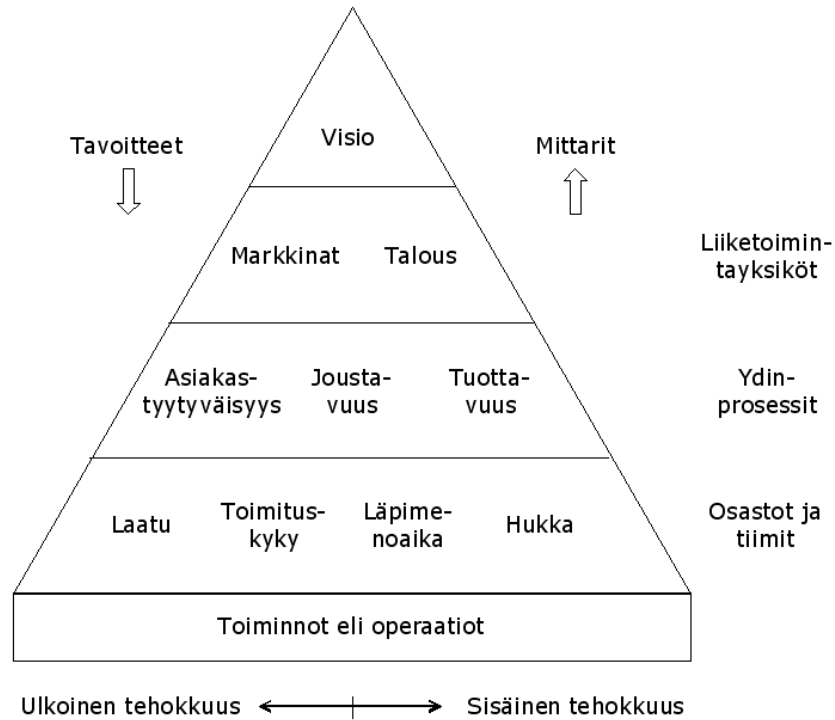 Visio
Tavoitteet
Mittarit
Markkinat
Talous
Liiketoimin-
tayksiköt
Asiakas-
tyytyväisyys
Jousta-
vuus
Tuotta-
vuus
Ydin-
prosessit
Laatu
Toimitus-
kyky
Läpime-
noaika
Hukka
Osastot ja
tiimit
Toiminnot eli operaatiot
Ulkoinen tehokkuus
Sisäinen tehokkuus